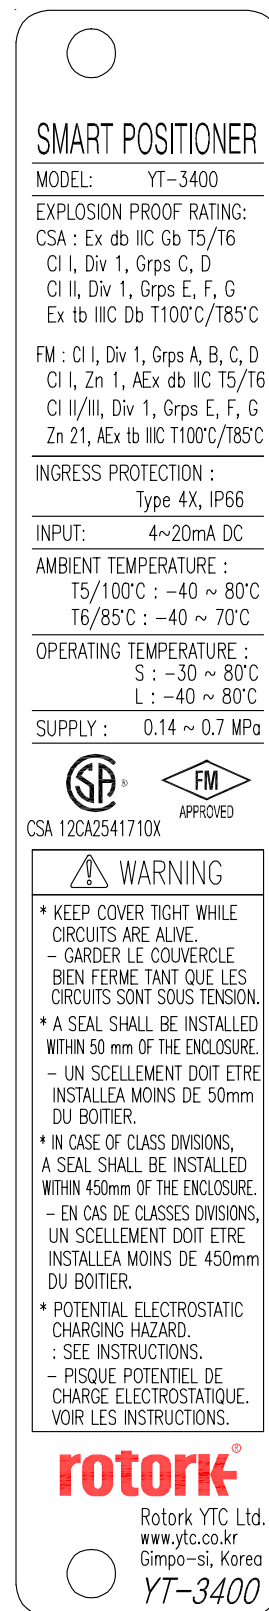 SMART POSITIONER
MODEL: YT-3400
EXPLOSION PROOF RATING:
CSA : Ex db IIC Gb T5/T6
Cl I, Div 1, Grps C, D
Cl II, Div 1, Grps E, F, G
Ex tb IIIC Db T100°C/T85°C
FM : Cl I, Div 1, Grps A, B, C, D
Cl I, Zn 1, AEx db IIC T5/T6
Cl II/III, Div 1, Grps E, F, G
Zn 21, AEx tb IIIC T100°C/T85°C
INGRESS PROTECTION :
Type 4X, IP66
INPUT: 4~20mA DC
AMBIENT TEMPERATURE :
T5/100°C : -40 ~ 80°C
T6/85°C : -40 ~ 70°C
OPERATING TEMPERATURE :
S : -30 ~ 80°C
L : -40 ~ 80°C
SUPPLY : 0.14 ~ 0.7 MPa
CSA ®
FM
APPROVED
CSA 12CA2541710X
WARNING
* KEEP COVER TIGHT WHILE
CIRCUITS ARE ALIVE.
- GARDER LE COUVERCLE
BIEN FERME TANT QUE LES
CIRCUITS SONT SOUS TENSION.
* A SEAL SHALL BE INSTALLED
WITHIN 50 mm OF THE ENCLOSURE.
- UN SCELLEMENT DOIT ETRE
INSTALLEA MOINS DE 50mm
DU BOITIER.
* IN CASE OF CLASS DIVISIONS,
A SEAL SHALL BE INSTALLED
WITHIN 450mm OF THE ENCLOSURE.
- EN CAS DE CLASSES DIVISIONS,
UN SCELLEMENT DOIT ETRE
INSTALLEA MOINS DE 450mm
DU BOITIER.
* POTENTIAL ELECTROSTATIC
CHARGING HAZARD.
: SEE INSTRUCTIONS.
- PISQUE POTENTIEL DE
CHARGE ELECTROSTATIQUE.
VOIR LES INSTRUCTIONS.
rotork®
Rotork YTC Ltd.
www.ytc.co.kr
Gimpo-si, Korea
YT-3400